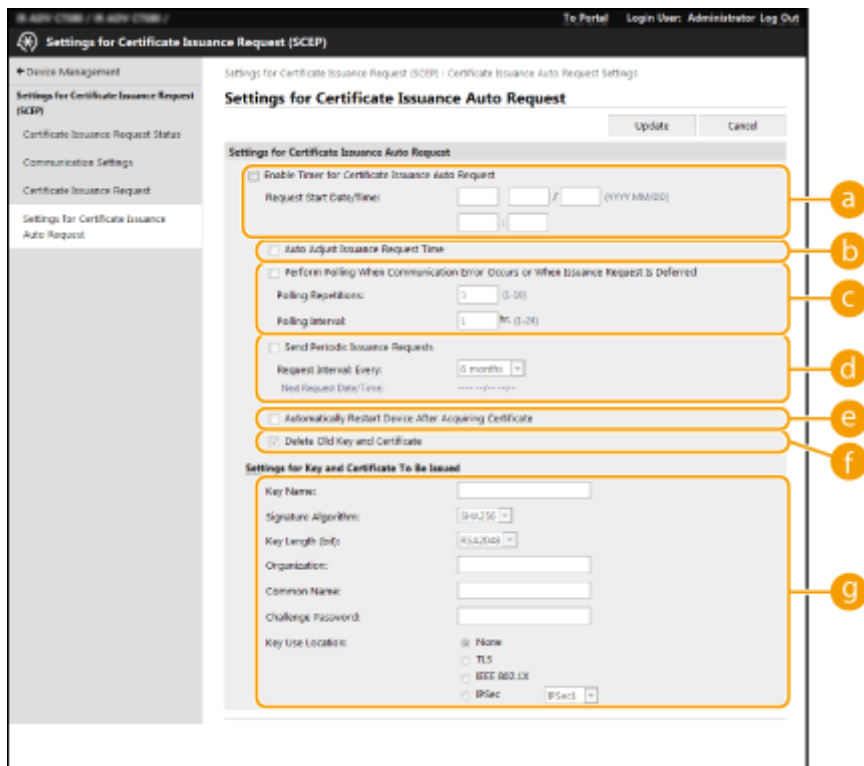 To Portal Login User: Administrator Log Out
Settings for Certificate Issuance Request (SCEP)
Device Management
Settings for Certificate Issuance Request (SCEP) : Certificate Issuance Auto Request Settings
Settings for Certificate Issuance Request
(SCEP)
Certificate Issuance Request Status
Communication Settings
Certificate Issuance Request
Settings for Certificate Issuance
Auto Request
Settings for Certificate Issuance Auto Request
Update Cancel
Settings for Certificate Issuance Auto Request
Enable Timer for Certificate Issuance Auto Request
Request Start Date/Time: / (YYYY MM/DD)
:
a
Auto Adjust Issuance Request Time
b
Perform Polling When Communication Error Occurs or When Issuance Request Is Deferred
Polling Repetitions: 3 (1-10)
Polling Interval: 1 hr. (1-24)
c
Send Periodic Issuance Requests
Request Interval: Every: 6 months
Next Request Date/Time: ---- --/-- --:--
d
Automatically Restart Device After Acquiring Certificate
e
Delete Old Key and Certificate
f
Settings for Key and Certificate To Be Issued
Key Name:
Signature Algorithm: SHA256
Key Length (bit): RSA2048
Organization:
Common Name:
Challenge Password:
Key Use Location: None
TLS
IEEE 802.1X
IPSec IPSec1
g